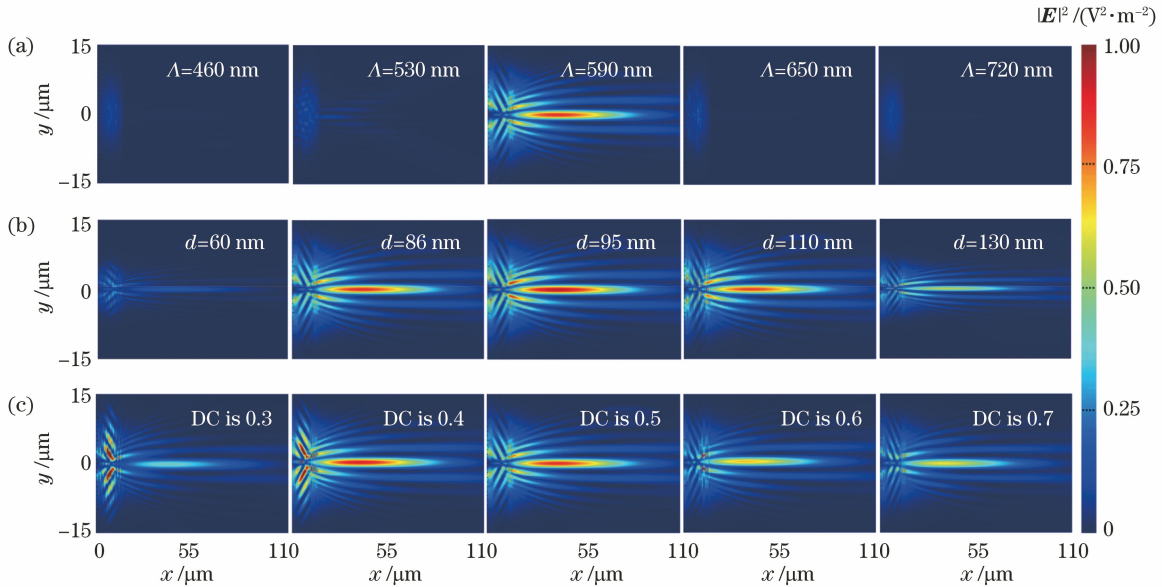 |E|² /(V²·m⁻²)
(a)
15
0
−15
y /μm
Λ=460 nm
Λ=530 nm
Λ=590 nm
Λ=650 nm
Λ=720 nm
1.00
0.75
0.50
0.25
0
(b)
15
0
−15
y /μm
d=60 nm
d=86 nm
d=95 nm
d=110 nm
d=130 nm
(c)
15
0
−15
y /μm
DC is 0.3
DC is 0.4
DC is 0.5
DC is 0.6
DC is 0.7
0 55 110 55 110 55 110 55 110 55 110
x /μm x /μm x /μm x /μm x /μm